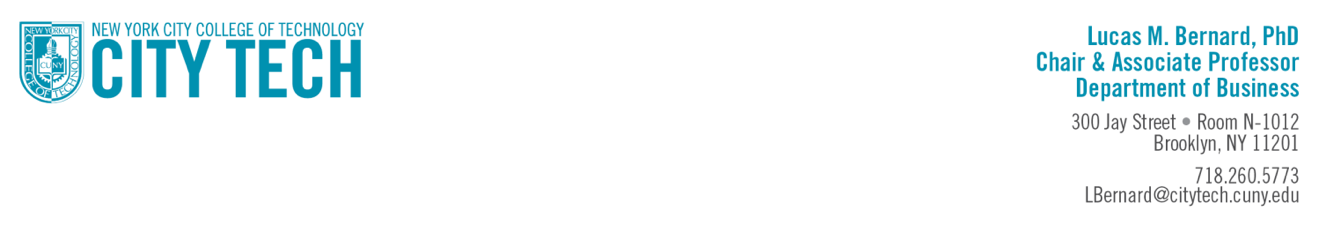 NEW YORK CITY COLLEGE OF TECHNOLOGY
CITY TECH
NEW YORK CITY
COLLEGE OF TECHNOLOGY
CUNY
Lucas M. Bernard, PhD
Chair & Associate Professor
Department of Business
300 Jay Street • Room N-1012
Brooklyn, NY 11201
718.260.5773
LBernard@citytech.cuny.edu